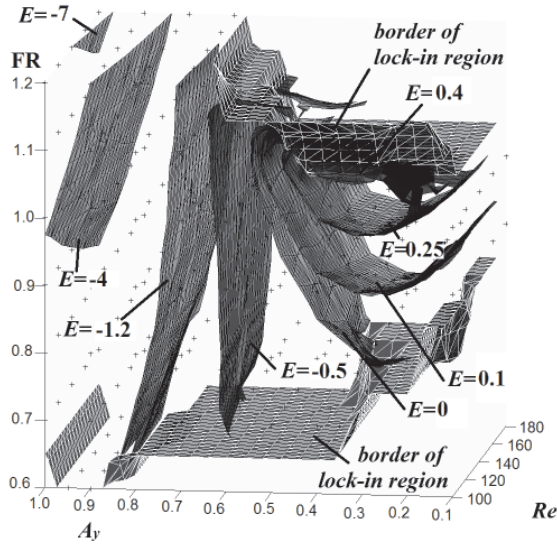 E=-7
FR
border of
lock-in region
1.2
E=0.4
1.1
1.0
E=0.25
0.9
E=-4
E=-1.2
0.8
E=0.1
E=-0.5
0.7
E=0
0.6
border of
lock-in region
180
160
140
120
100
1.0 0.9 0.8 0.7 0.6 0.5 0.4 0.3 0.2 0.1
Ay
Re